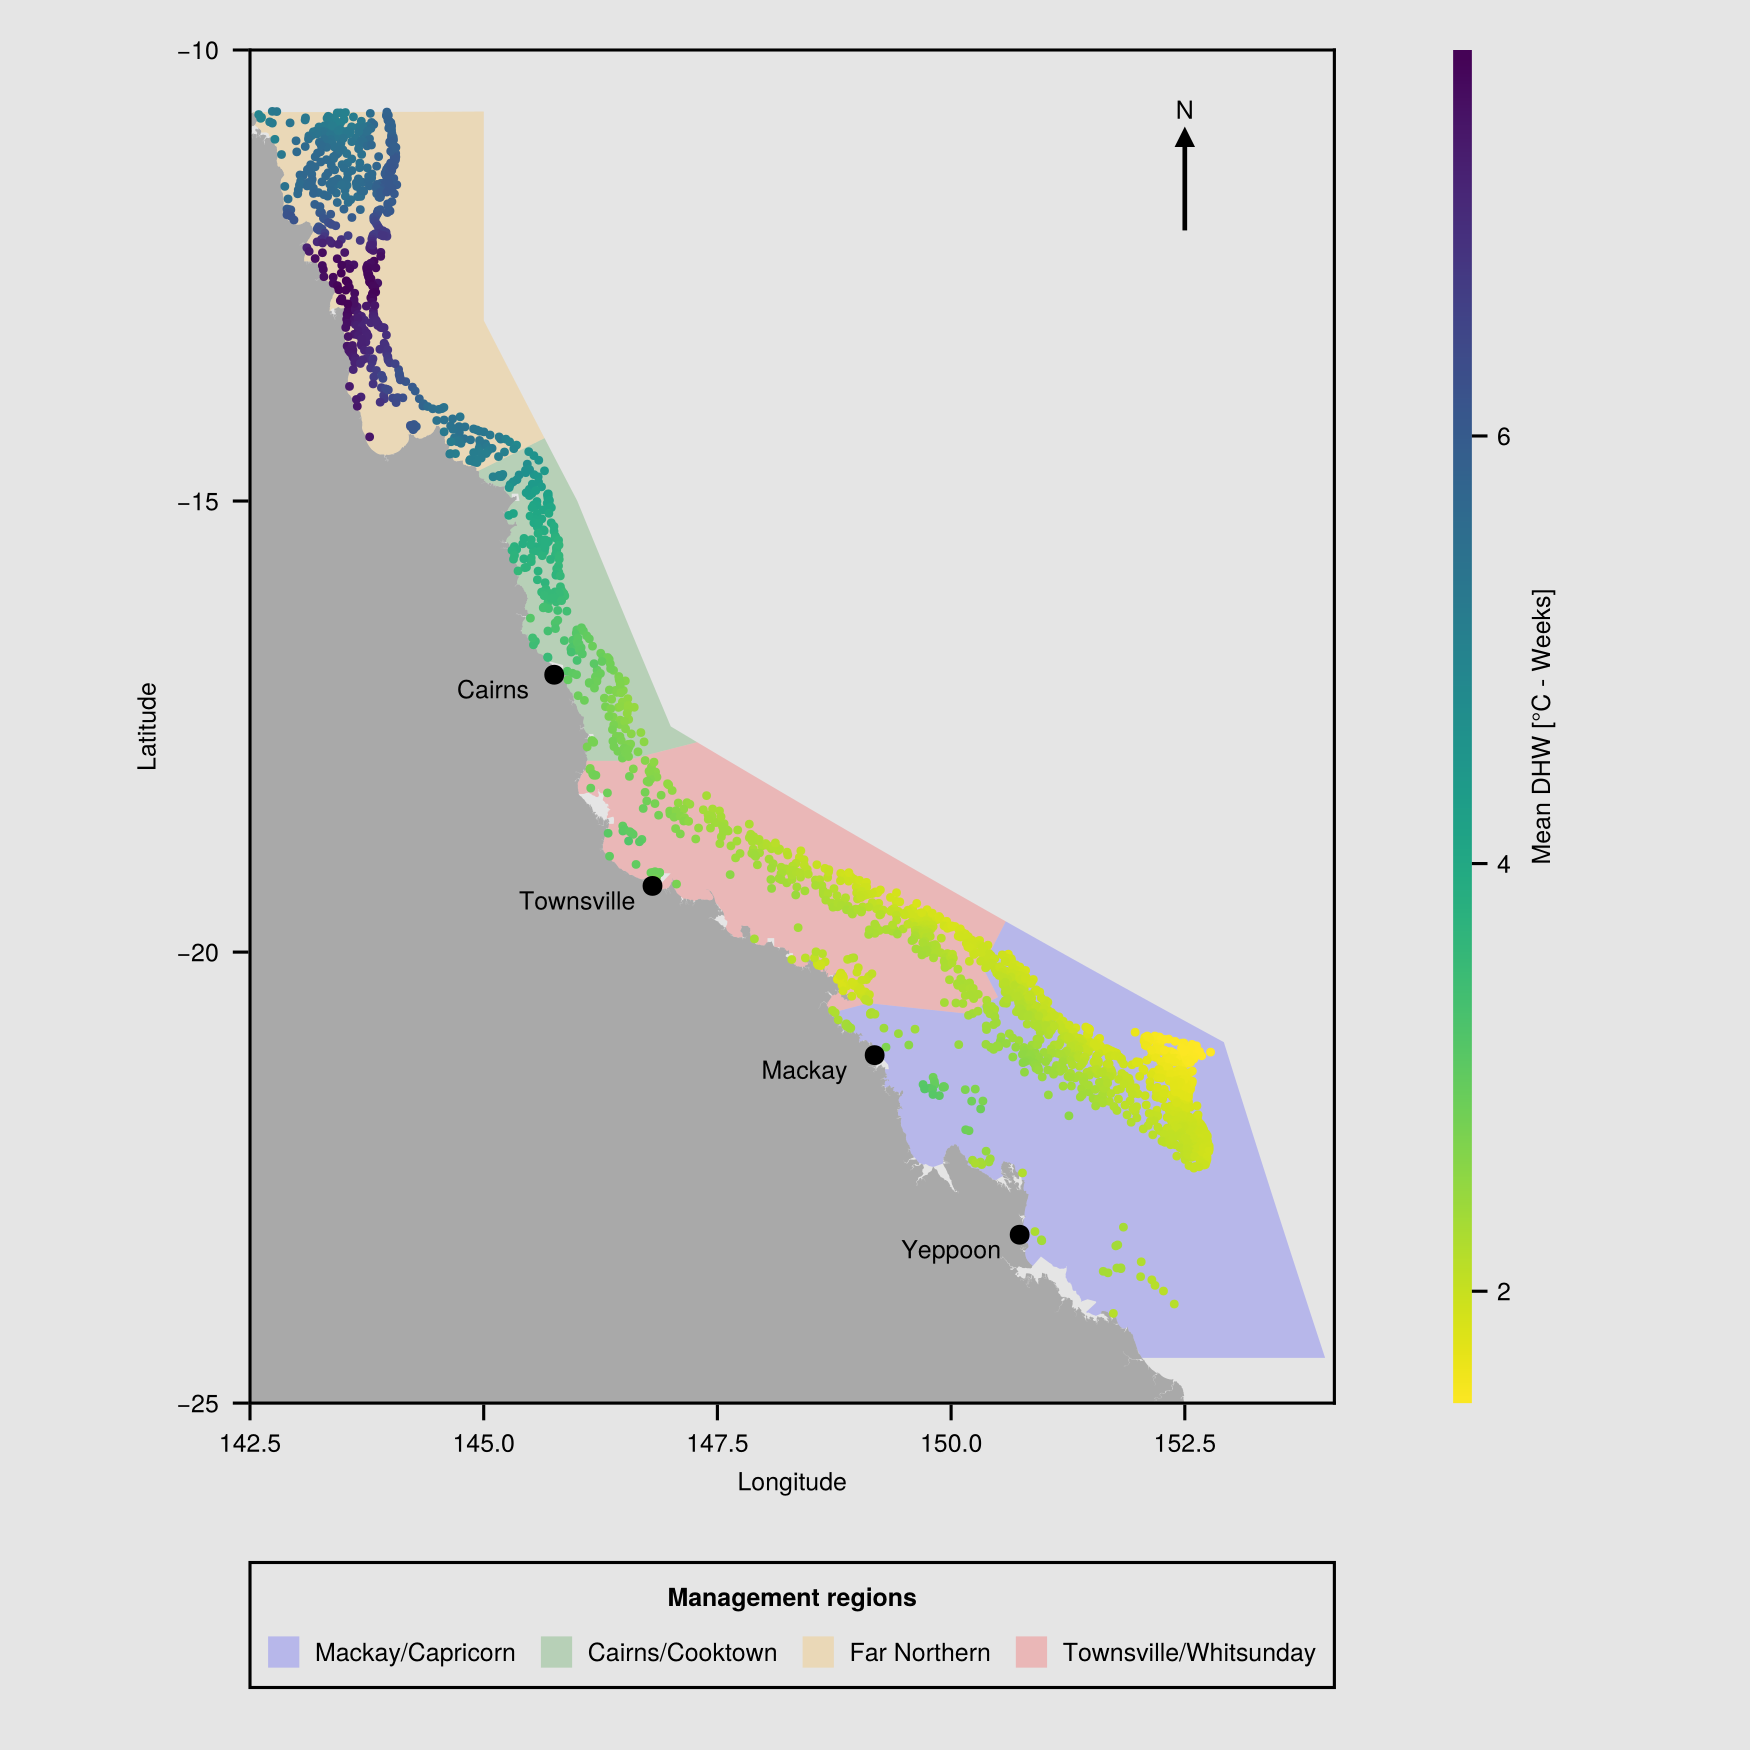 −10
−15
−20
−25
Latitude
N
Cairns
Townsville
Mackay
Yeppoon
142.5 145.0 147.5 150.0 152.5
Longitude
6
4
2
Mean DHW [°C - Weeks]
Management regions
Mackay/Capricorn Cairns/Cooktown Far Northern Townsville/Whitsunday